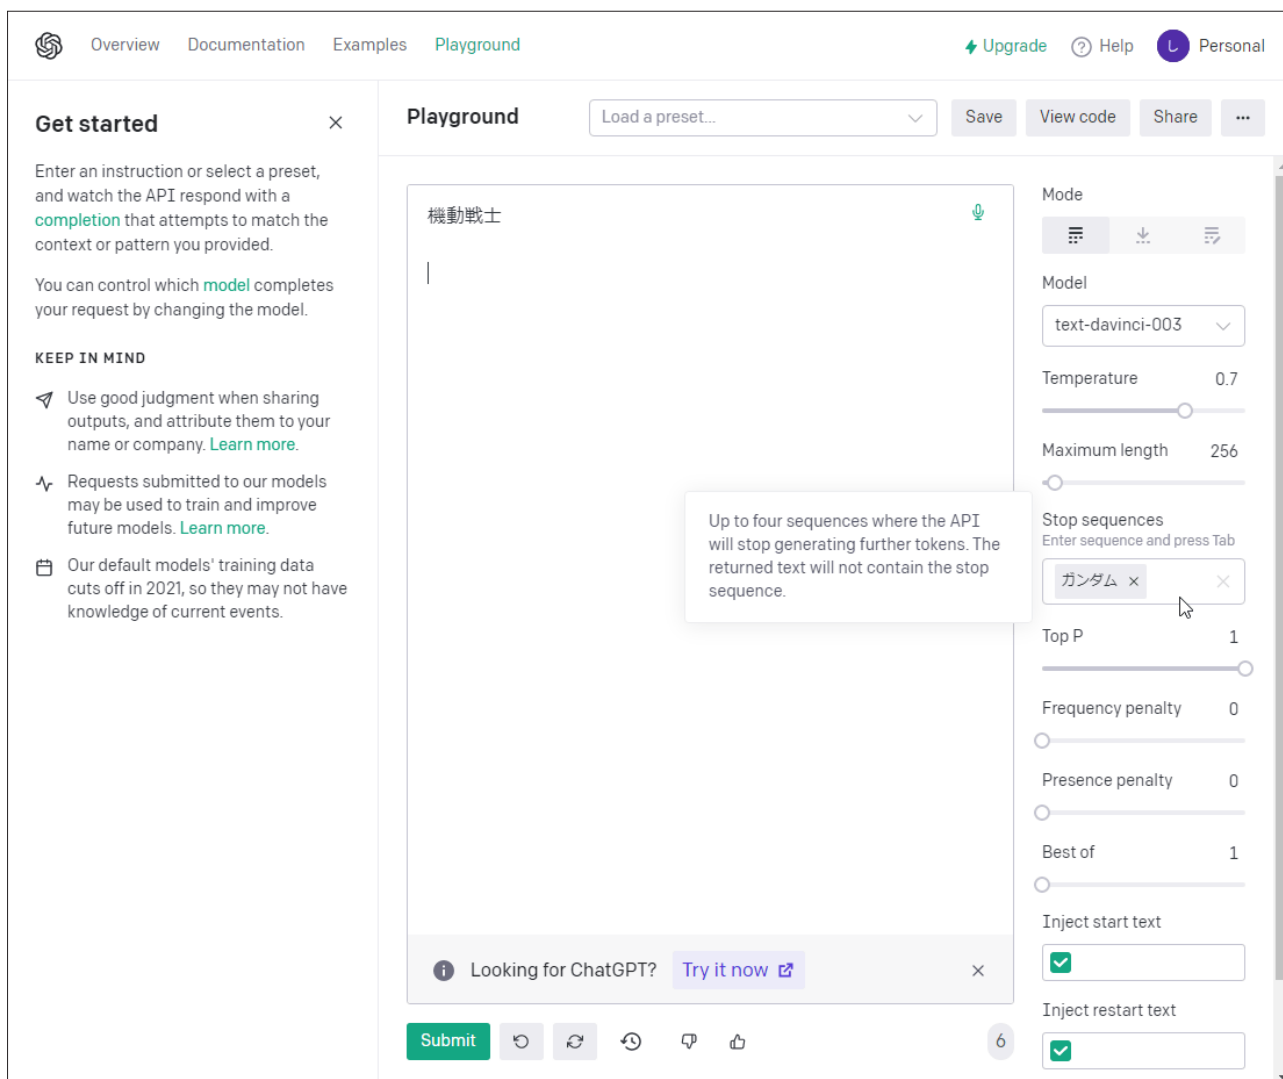 Overview Documentation Examples Playground Upgrade Help L Personal
Get started
Enter an instruction or select a preset,
and watch the API respond with a
completion that attempts to match the
context or pattern you provided.
You can control which model completes
your request by changing the model.
KEEP IN MIND
Use good judgment when sharing
outputs, and attribute them to your
name or company. Learn more.
Requests submitted to our models
may be used to train and improve
future models. Learn more.
Our default models' training data
cuts off in 2021, so they may not have
knowledge of current events.
Playground Load a preset... Save View code Share ...
機動戦士
Looking for ChatGPT? Try it now
Submit 6
Up to four sequences where the API
will stop generating further tokens. The
returned text will not contain the stop
sequence.
Mode
Model
text-davinci-003
Temperature 0.7
Maximum length 256
Stop sequences
Enter sequence and press Tab
ガンダム ×
Top P 1
Frequency penalty 0
Presence penalty 0
Best of 1
Inject start text
Inject restart text